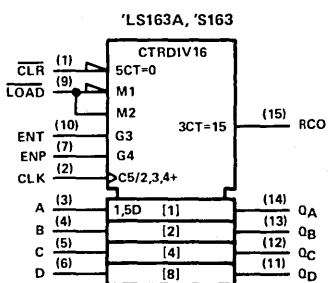 'LS163A, 'S163
CTRDIV16
CLR (1) 5CT=0
LOAD (9) M1
M2
3CT=15 (15) RCO
ENT (10) G3
ENP (7) G4
CLK (2) C5/2,3,4+
A (3) 1,5D [1] (14) QA
B (4) [2] (13) QB
C (5) [4] (12) QC
D (6) [8] (11) QD